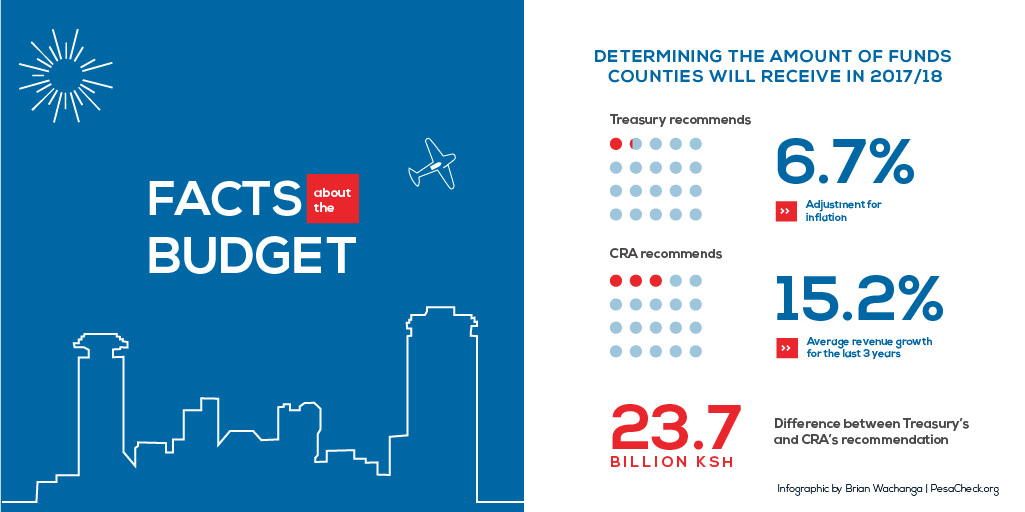 FACTS about
the
BUDGET
DETERMINING THE AMOUNT OF FUNDS
COUNTIES WILL RECEIVE IN 2017/18
Treasury recommends
6.7%
>> Adjustment for
inflation
CRA recommends
15.2%
>> Average revenue growth
for the last 3 years
23.7
BILLION KSH
Difference between Treasury's
and CRA's recommendation
Infographic by Brian Wachanga | PesaCheck.org